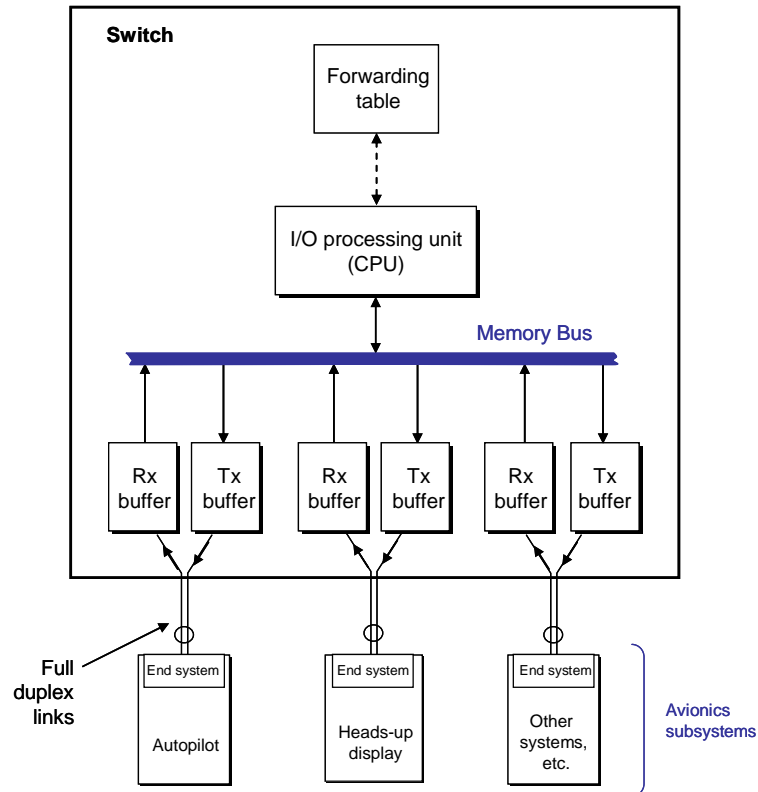 Switch
Forwarding
table
I/O processing unit
(CPU)
Memory Bus
Rx
buffer
Tx
buffer
Rx
buffer
Tx
buffer
Rx
buffer
Tx
buffer
Full
duplex
links
End system
Autopilot
End system
Heads-up
display
End system
Other
systems,
etc.
Avionics
subsystems